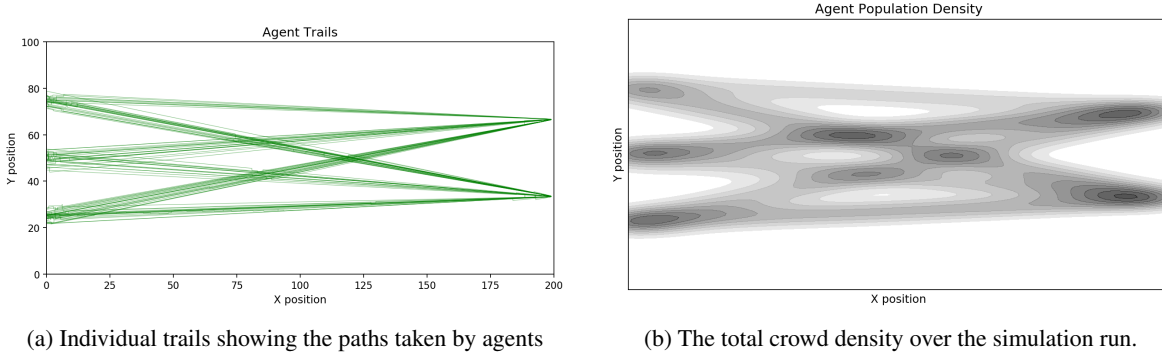 Agent Trails
100
80
60
40
20
0
Y position
0 25 50 75 100 125 150 175 200
X position
(a) Individual trails showing the paths taken by agents
Agent Population Density
Y position
X position
(b) The total crowd density over the simulation run.